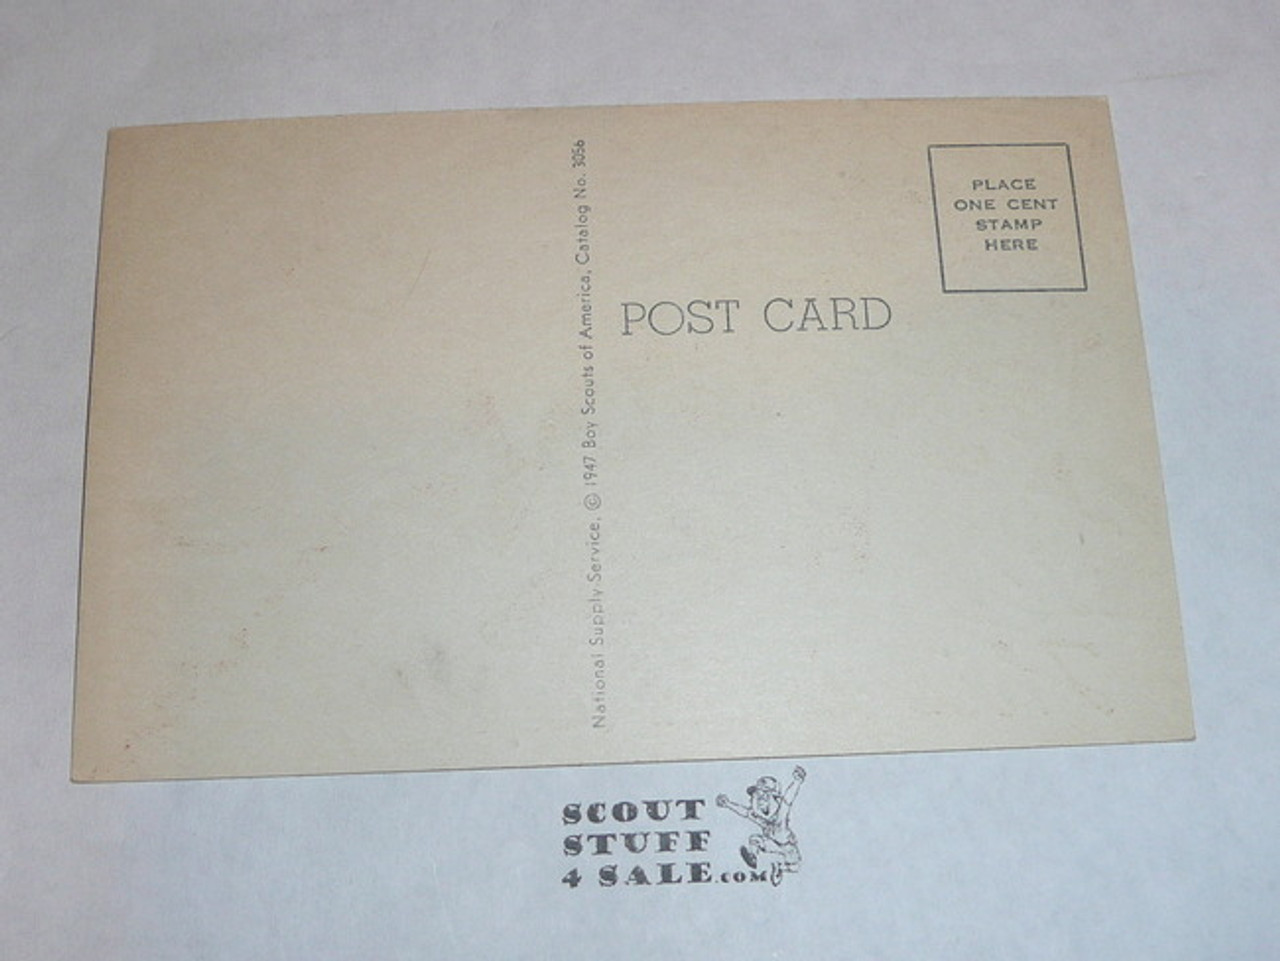 National Supply Service, © 1947 Boy Scouts of America, Catalog No. 3056
POST CARD
PLACE
ONE CENT
STAMP
HERE
SCOUT
STUFF
4 SALE.COM